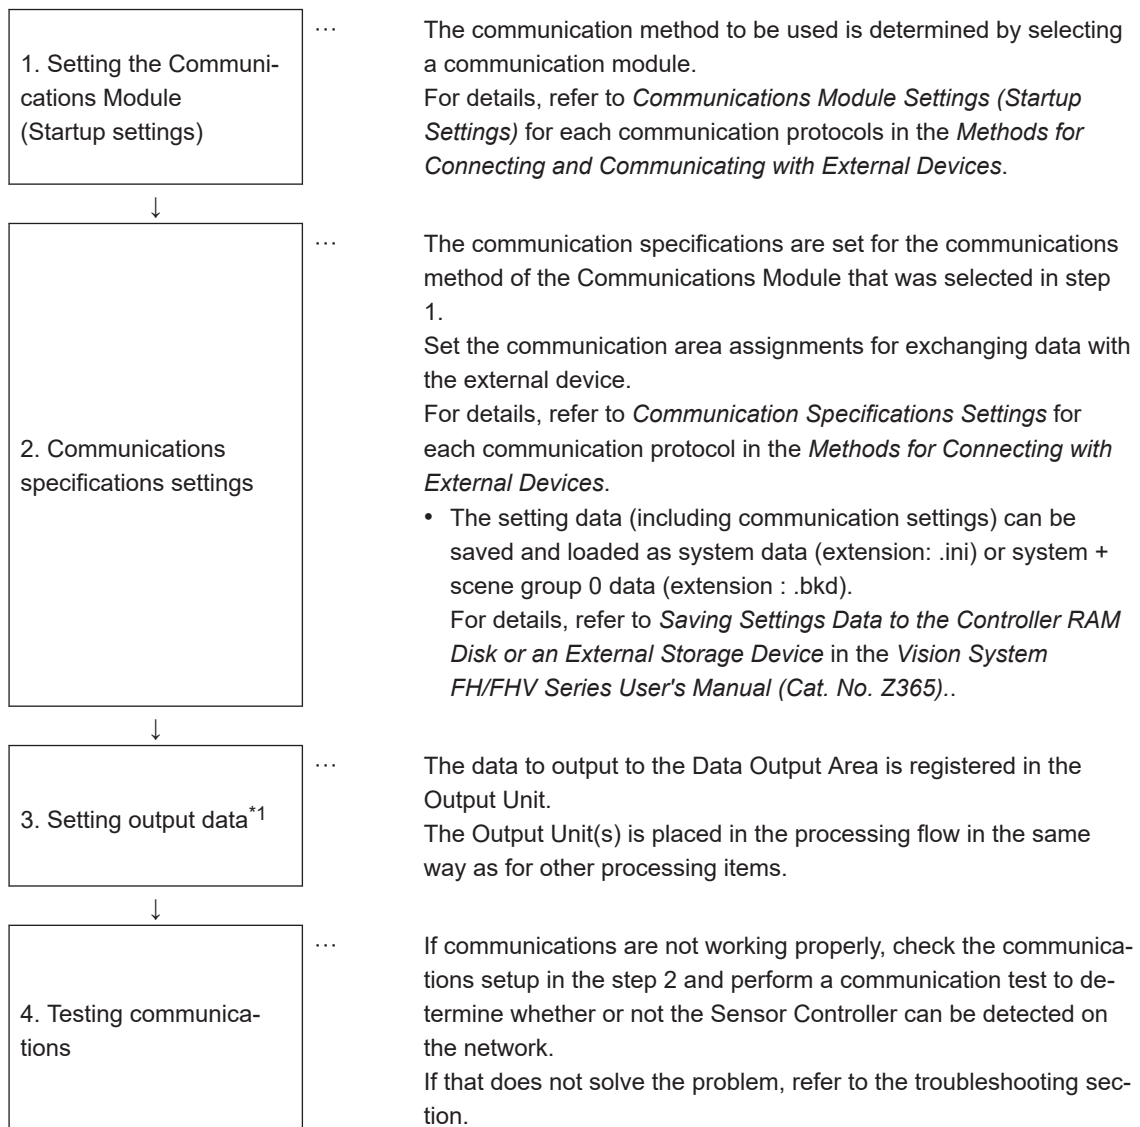 1. Setting the Communi-
cations Module
(Startup settings)
…
The communication method to be used is determined by selecting
a communication module.
For details, refer to Communications Module Settings (Startup
Settings) for each communication protocols in the Methods for
Connecting and Communicating with External Devices.
↓
2. Communications
specifications settings
…
The communication specifications are set for the communications
method of the Communications Module that was selected in step
1.
Set the communication area assignments for exchanging data with
the external device.
For details, refer to Communication Specifications Settings for
each communication protocol in the Methods for Connecting with
External Devices.
• The setting data (including communication settings) can be
saved and loaded as system data (extension: .ini) or system +
scene group 0 data (extension : .bkd).
For details, refer to Saving Settings Data to the Controller RAM
Disk or an External Storage Device in the Vision System
FH/FHV Series User's Manual (Cat. No. Z365)..
↓
3. Setting output data*1
…
The data to output to the Data Output Area is registered in the
Output Unit.
The Output Unit(s) is placed in the processing flow in the same
way as for other processing items.
↓
4. Testing communica-
tions
…
If communications are not working properly, check the communica-
tions setup in the step 2 and perform a communication test to de-
termine whether or not the Sensor Controller can be detected on
the network.
If that does not solve the problem, refer to the troubleshooting sec-
tion.